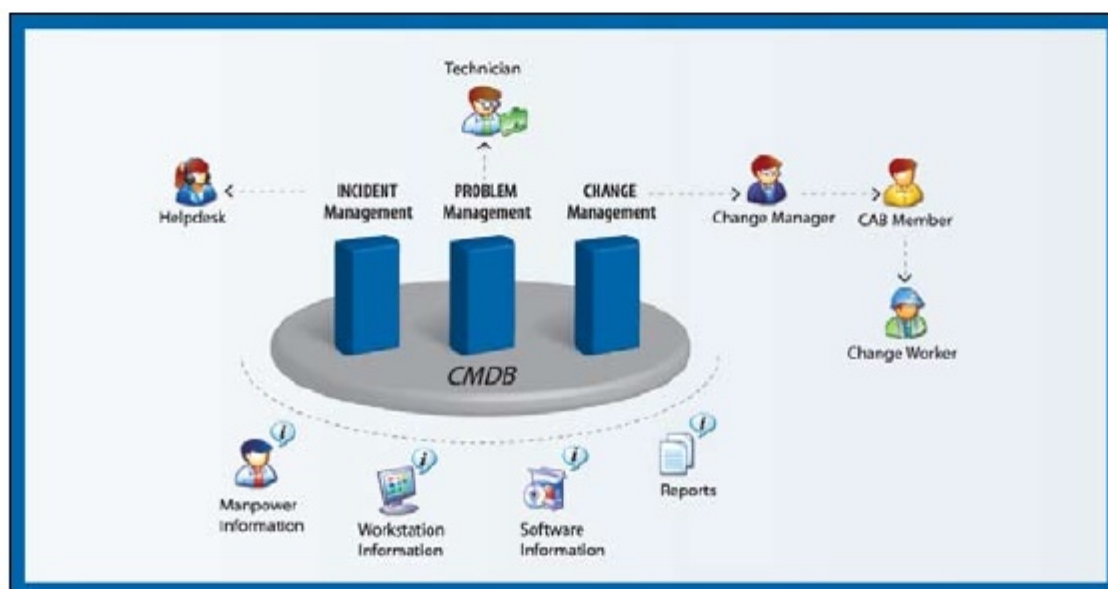 Technician
Helpdesk
INCIDENT
Management
PROBLEM
Management
CHANGE
Management
Change Manager
CAB Member
Change Worker
CMDB
Manpower
Information
Workstation
Information
Software
Information
Reports